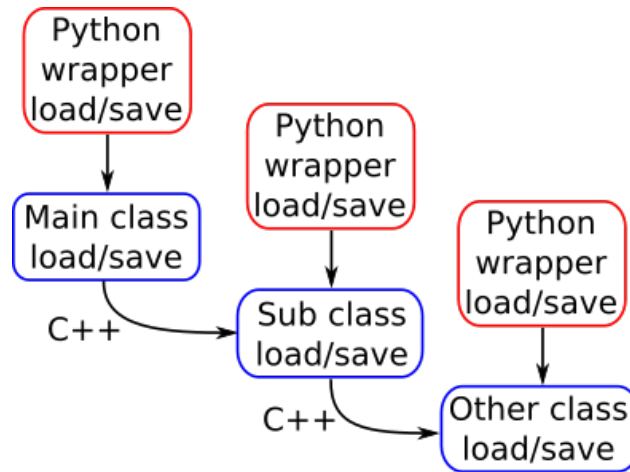 Python
wrapper
load/save
Python
wrapper
load/save
Main class
load/save
Python
wrapper
load/save
C++
Sub class
load/save
C++
Other class
load/save